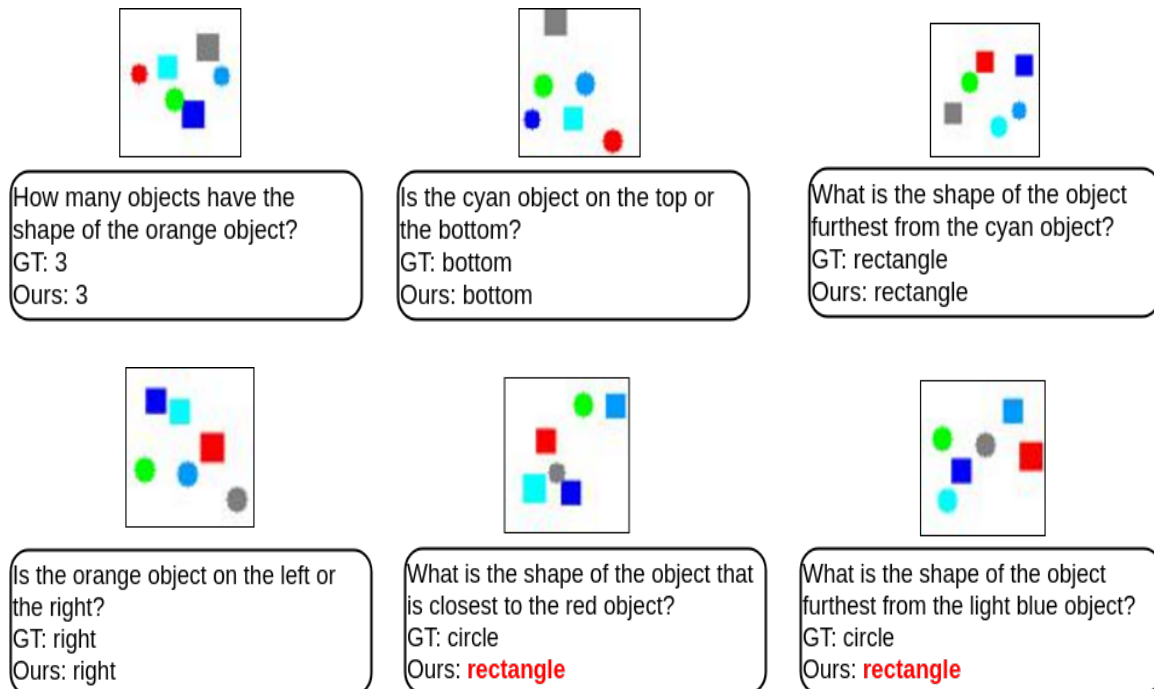 How many objects have the
shape of the orange object?
GT: 3
Ours: 3
Is the cyan object on the top or
the bottom?
GT: bottom
Ours: bottom
What is the shape of the object
furthest from the cyan object?
GT: rectangle
Ours: rectangle
Is the orange object on the left or
the right?
GT: right
Ours: right
What is the shape of the object that
is closest to the red object?
GT: circle
Ours: rectangle
What is the shape of the object
furthest from the light blue object?
GT: circle
Ours: rectangle